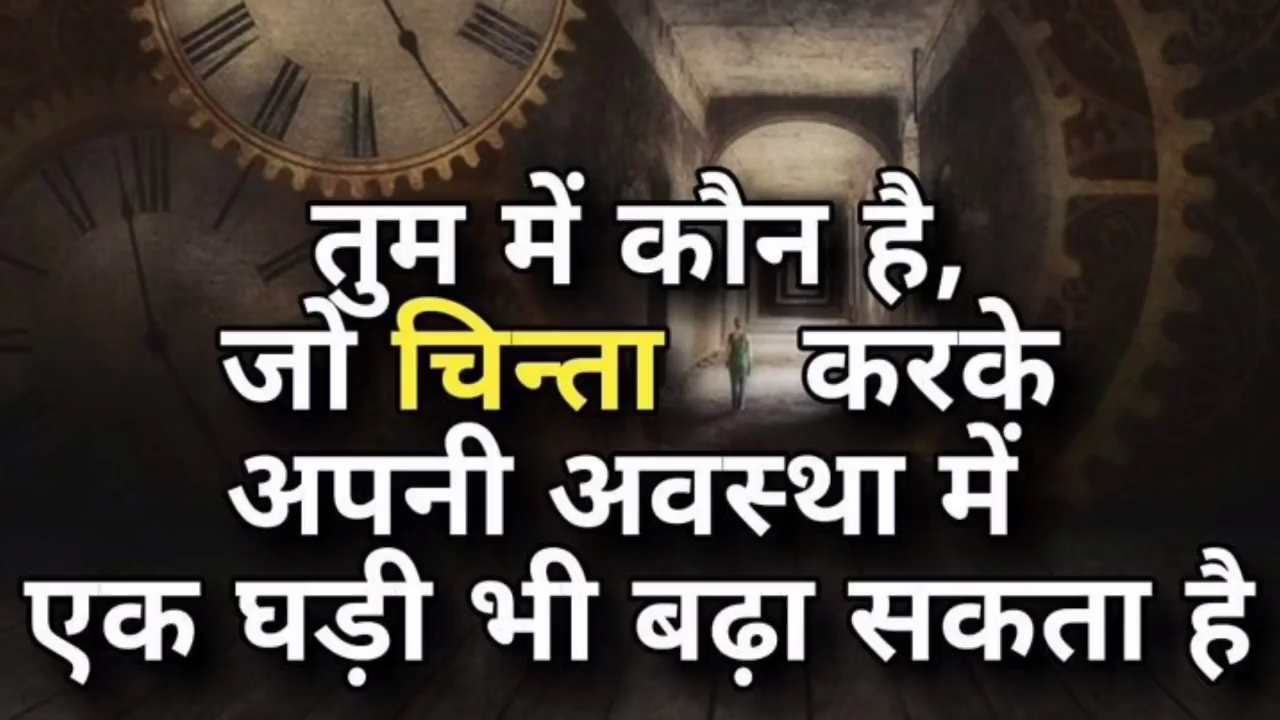 तुम में कौन है,
जो चिन्ता करके
अपनी अवस्था में
एक घड़ी भी बढ़ा सकता है